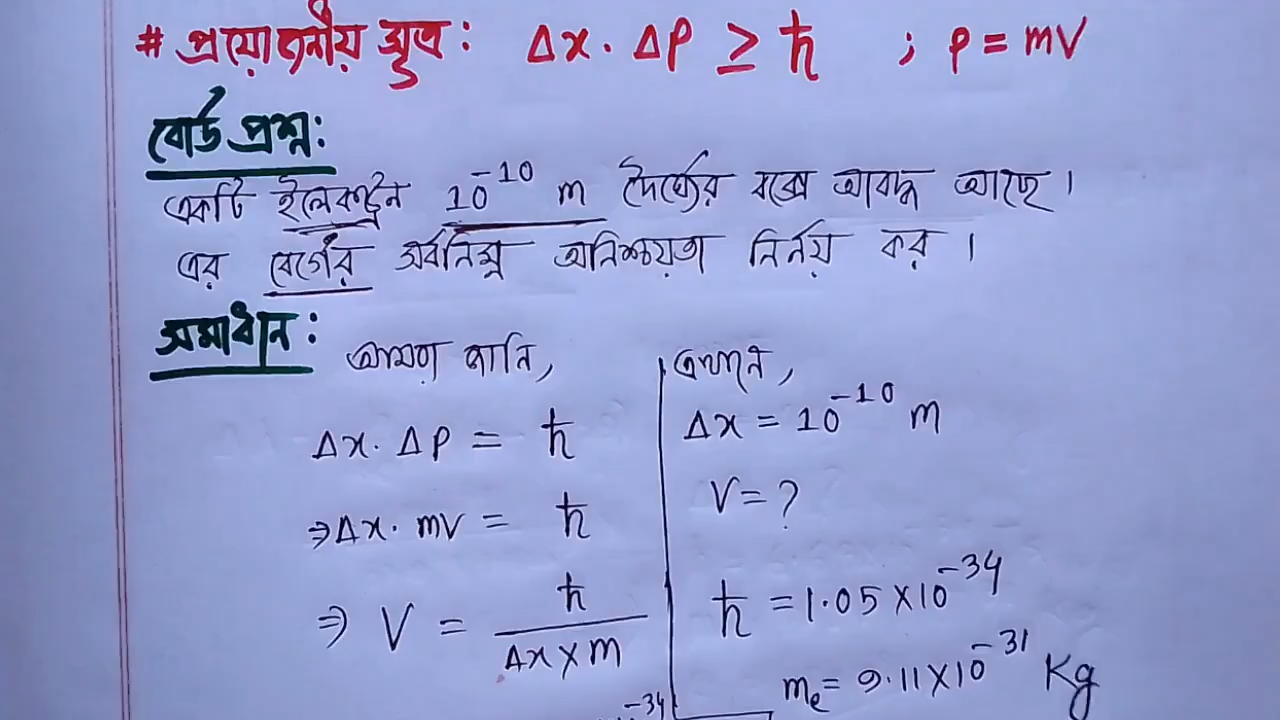 # প্রয়োজনীয় সূত্র: Δx. Δp ≥ ħ ; p = mv
বোর্ড প্রশ্ন:
একটি ইলেকট্রন 10⁻¹⁰ m দৈর্ঘ্যের বক্সে আবদ্ধ আছে।
এর বেগের সর্বনিম্ন অনিশ্চয়তা নির্নয় কর।
সমাধান:
আমরা জানি,
Δx. Δp = ħ
⇒Δx. mv = ħ
⇒ V = ħ / Δx×m
এখানে,
Δx = 10⁻¹⁰ m
V = ?
ħ = 1.05×10⁻³⁴
mₑ = 9.11×10⁻³¹ Kg